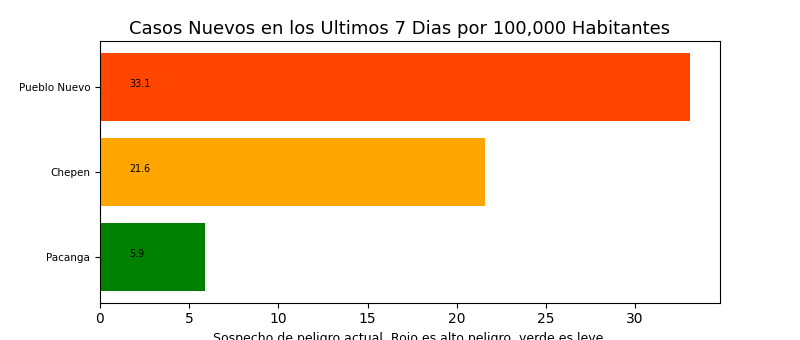 Casos Nuevos en los Ultimos 7 Dias por 100,000 Habitantes
Pueblo Nuevo
33.1
Chepen
21.6
Pacanga
5.9
0 5 10 15 20 25 30
Sospecho de peligro actual. Rojo es alto peligro, verde es leve